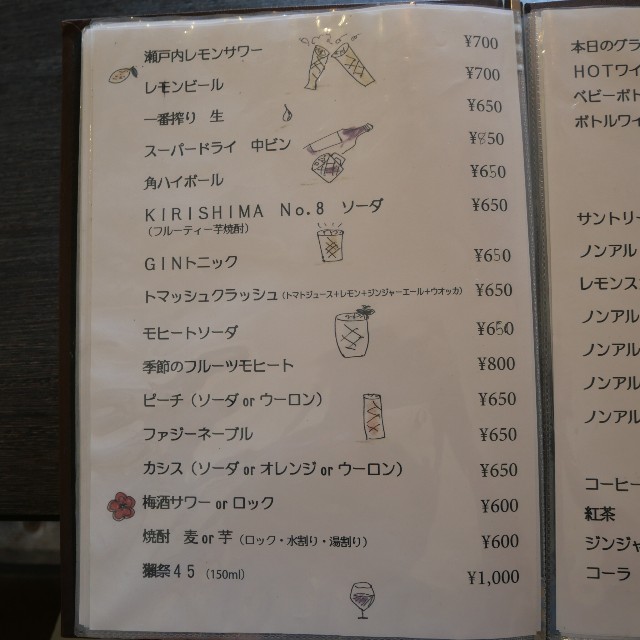 瀬戸内レモンサワー ¥700
レモンビール ¥700
一番搾り 生 ¥650
スーパードライ 中ビン ¥850
角ハイボール ¥650
KIRISHIMA No.8 ソーダ ¥650
(フルーティー芋焼酎)
GINトニック ¥650
トマッシュクラッシュ(トマトジュース+レモン+ジンジャーエール+ウオッカ) ¥650
モヒートソーダ ¥650
季節のフルーツモヒート ¥800
ピーチ(ソーダ or ウーロン) ¥650
ファジーネーブル ¥650
カシス(ソーダ or オレンジ or ウーロン) ¥650
梅酒サワー or ロック ¥600
焼酎 麦 or 芋(ロック・水割り・湯割り) ¥600
獺祭45 (150ml) ¥1,000
本日のグラ
HOTワイ
ベビーボト
ボトルワイ
サントリー
ノンアル
レモンス
ノンアル
ノンアル
ノンアル
ノンアル
コーヒー
紅茶
ジンジャ
コーラ